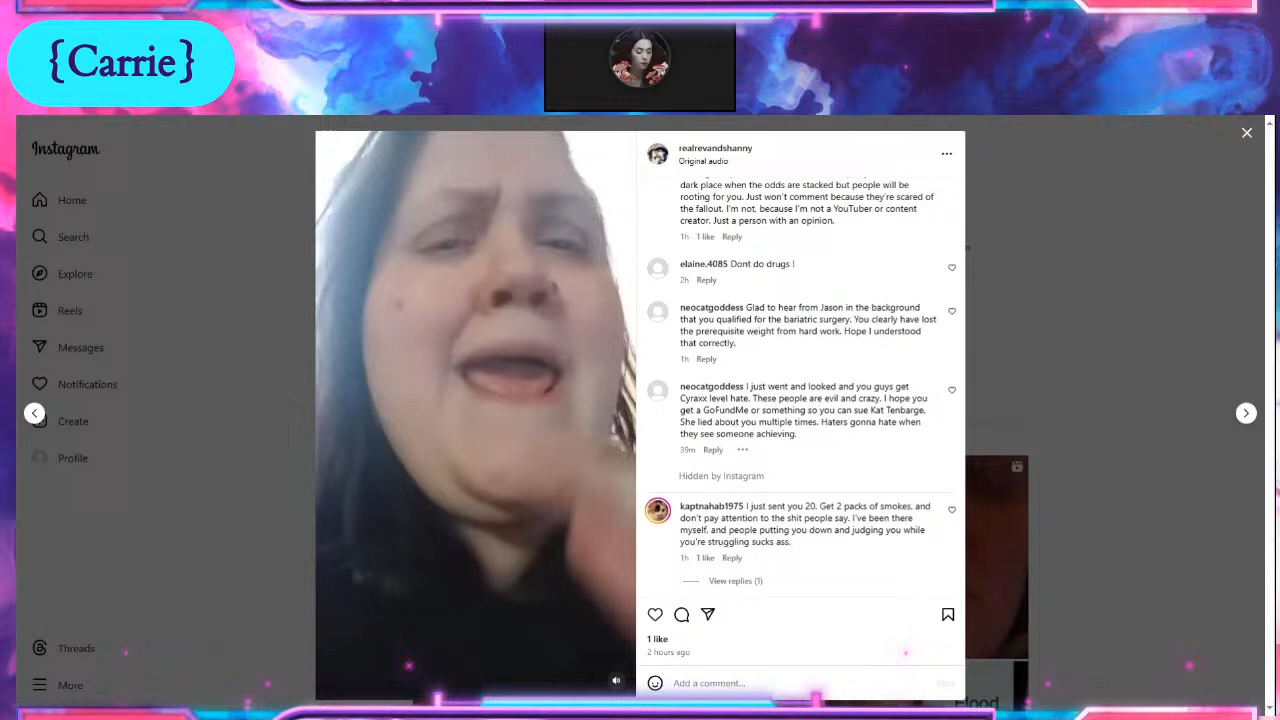 {Carrie}
Instagram
Home
Search
Explore
Reels
Messages
Notifications
Create
Profile
Threads
More
realrevandshanny
Original audio
dark place when the odds are stacked but people will be
rooting for you. Just won't comment because they're scared of
the fallout. I'm not, because I'm not a YouTuber or content
creator. Just a person with an opinion.
1h 1 like Reply
elaine.4085 Dont do drugs !
2h Reply
neocatgoddess Glad to hear from Jason in the background
that you qualified for the bariatric surgery. You clearly have lost
the prerequisite weight from hard work. Hope I understood
that correctly.
1h Reply
neocatgoddess I just went and looked and you guys get
Cyraxx level hate. These people are evil and crazy. I hope you
get a GoFundMe or something so you can sue Kat Tenbarge.
She lied about you multiple times. Haters gonna hate when
they see someone achieving.
39m Reply
Hidden by Instagram
kaptnahab1975 I just sent you 20. Get 2 packs of smokes, and
don't pay attention to the shit people say. I've been there
myself, and people putting you down and judging you while
you're struggling sucks ass.
1h 1 like Reply
View replies (1)
1 like
2 hours ago
Add a comment...